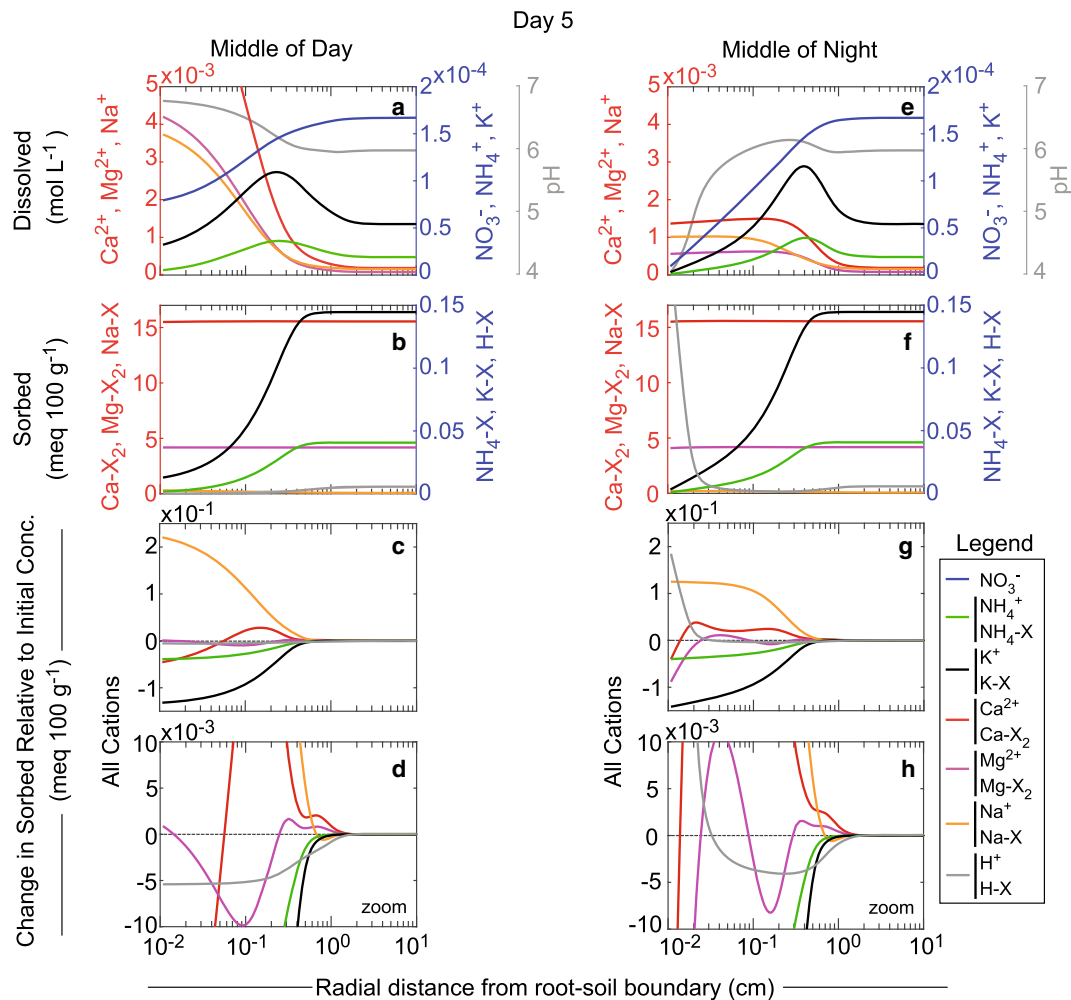 Day 5
Middle of Day
Middle of Night
Dissolved
(mol L⁻¹)
Ca²⁺, Mg²⁺, Na⁺
5×10⁻³
4
3
2
1
0
a
2×10⁻⁴
1.5
1
0.5
0
NO₃⁻, NH₄⁺, K⁺
7
6
5
4
pH
Ca²⁺, Mg²⁺, Na⁺
5×10⁻³
4
3
2
1
0
e
2×10⁻⁴
1.5
1
0.5
0
NO₃⁻, NH₄⁺, K⁺
7
6
5
4
pH
Sorbed
(meq 100 g⁻¹)
Ca-X₂, Mg-X₂, Na-X
15
10
5
0
b
0.15
0.1
0.05
0
NH₄-X, K-X, H-X
Ca-X₂, Mg-X₂, Na-X
15
10
5
0
f
0.15
0.1
0.05
0
NH₄-X, K-X, H-X
Change in Sorbed Relative to Initial Conc.
(meq 100 g⁻¹)
All Cations
×10⁻¹
2
1
0
-1
c
All Cations
×10⁻¹
2
1
0
-1
g
×10⁻³
10
5
0
-5
-10
d
zoom
10⁻² 10⁻¹ 10⁰ 10¹
×10⁻³
10
5
0
-5
-10
h
zoom
10⁻² 10⁻¹ 10⁰ 10¹
Radial distance from root-soil boundary (cm)
Legend
NO₃⁻
NH₄⁺
NH₄-X
K⁺
K-X
Ca²⁺
Ca-X₂
Mg²⁺
Mg-X₂
Na⁺
Na-X
H⁺
H-X